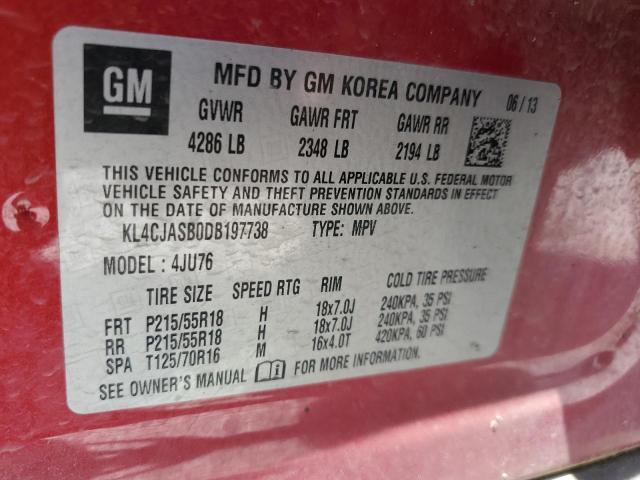 GM
MFD BY GM KOREA COMPANY 06/13
GVWR GAWR FRT GAWR RR
4286 LB 2348 LB 2194 LB
THIS VEHICLE CONFORMS TO ALL APPLICABLE U.S. FEDERAL MOTOR
VEHICLE SAFETY AND THEFT PREVENTION STANDARDS IN EFFECT
ON THE DATE OF MANUFACTURE SHOWN ABOVE.
KL4CJASB0DB197738 TYPE: MPV
MODEL: 4JU76
TIRE SIZE SPEED RTG RIM COLD TIRE PRESSURE
FRT P215/55R18 H 18x7.0J 240KPA, 35 PSI
RR P215/55R18 H 18x7.0J 240KPA, 35 PSI
SPA T125/70R16 M 16x4.0T 420KPA, 60 PSI
SEE OWNER'S MANUAL FOR MORE INFORMATION.